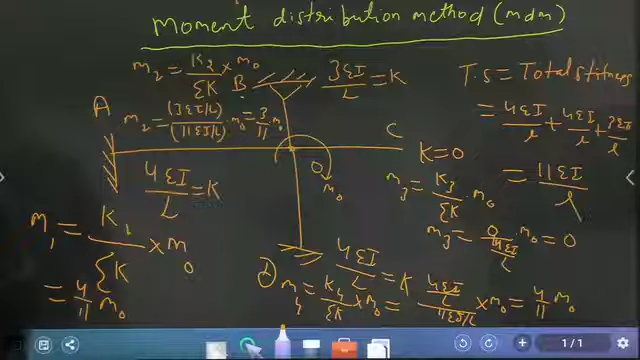 Moment distribution method (mdm)
m₂ = K₂/ΣK × m₀
B
3EI/L = K
T.S = Total stifness
A
m₂ = (3EI/L)/(11EI/L) · m₀ = 3/11 m₀
= 4EI/l + 4EI/l + 3EI/l
C
K=0
O
m₀
4EI/L = K
m₃ = K₃/ΣK · m₀
= 11EI/l
m₁ = K₁/ΣK × m₀
m₃ = 0/(11EI/L) · m₀ = 0
D
4EI/L = K
= 4/11 m₀
m₄ = K₄/ΣK × m₀ = (4EI/L)/(11EI/L) × m₀ = 4/11 m₀
1 / 1